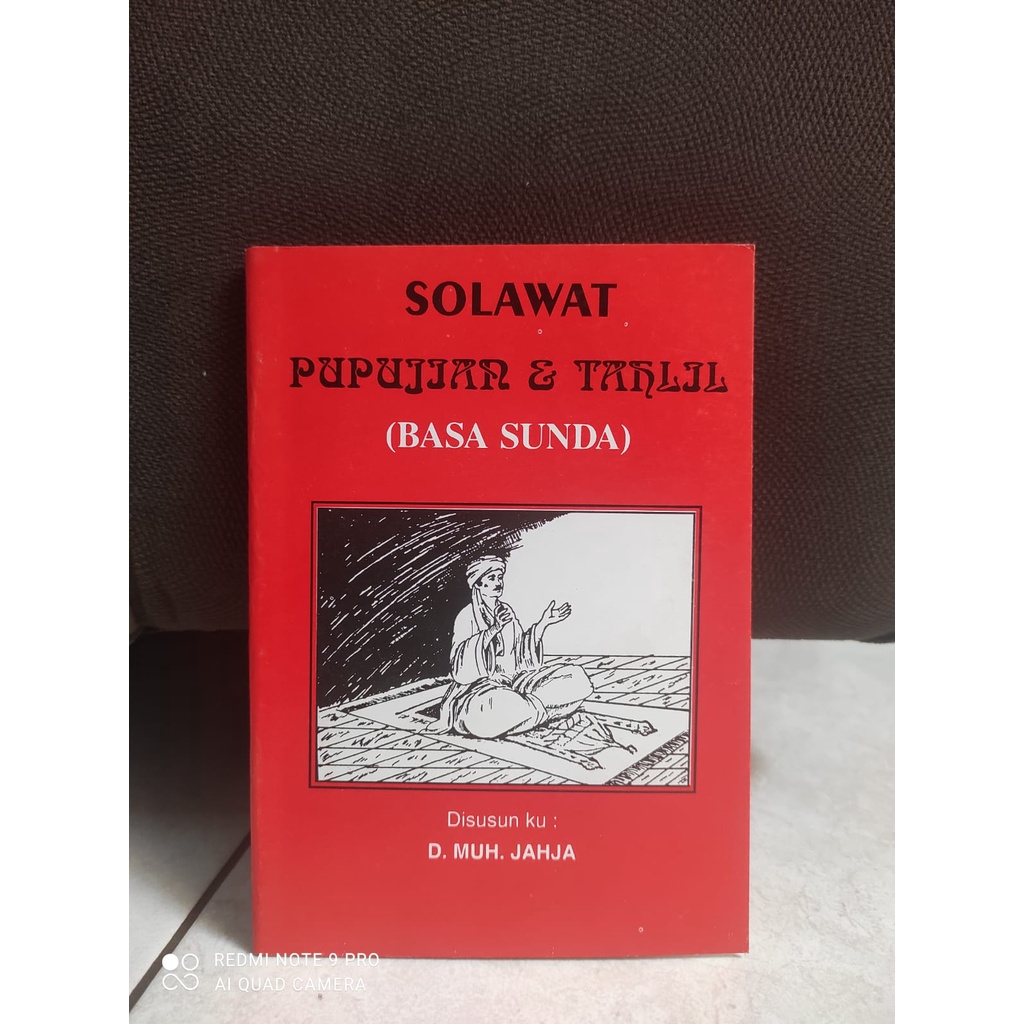 SOLAWAT
PUPUJIAN & TAHLIL
(BASA SUNDA)
Disusun ku :
D. MUH. JAHJA
REDMI NOTE 9 PRO
AI QUAD CAMERA